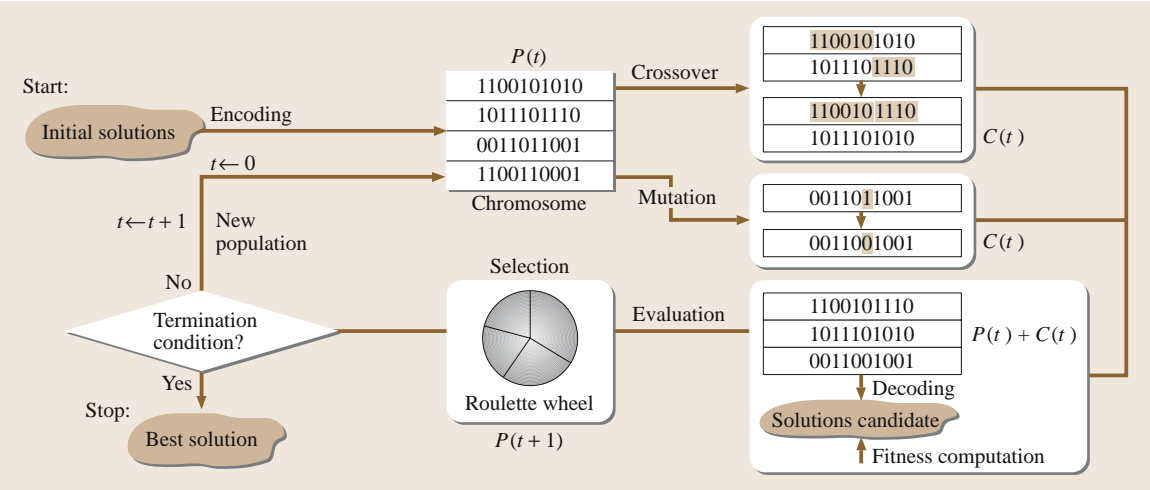 Start:
Initial solutions
Encoding
t ← 0
t ← t + 1
New
population
No
Termination
condition?
Yes
Stop:
Best solution
P(t)
1100101010
1011101110
0011011001
1100110001
Chromosome
Crossover
Mutation
1100101010
1011101110
110010 1110
1011101010
C(t)
0011011001
0011001001
C(t)
Selection
Roulette wheel
P(t+1)
Evaluation
1100101110
1011101010
0011001001
P(t) + C(t)
Decoding
Solutions candidate
Fitness computation